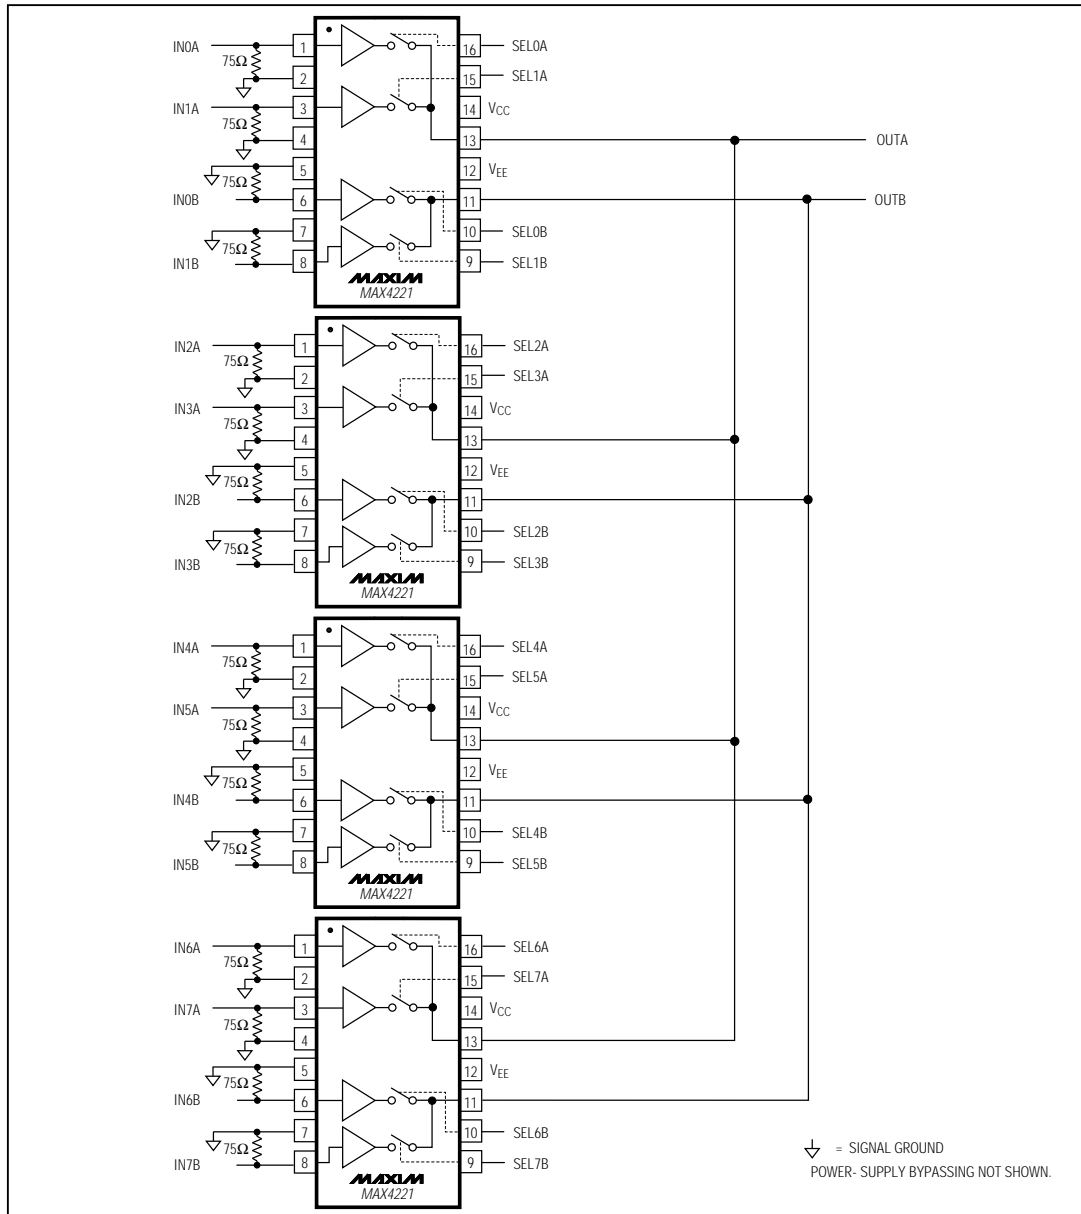 IN0A 1 16 SEL0A
75Ω
2 15 SEL1A
IN1A 3 14 VCC
75Ω
4 13 OUTA
5 12 VEE
75Ω
IN0B 6 11 OUTB
7 10 SEL0B
75Ω
IN1B 8 9 SEL1B
MAXIM
MAX4221
IN2A 1 16 SEL2A
75Ω
2 15 SEL3A
IN3A 3 14 VCC
75Ω
4 13
5 12 VEE
75Ω
IN2B 6 11
7 10 SEL2B
75Ω
IN3B 8 9 SEL3B
MAXIM
MAX4221
IN4A 1 16 SEL4A
75Ω
2 15 SEL5A
IN5A 3 14 VCC
75Ω
4 13
5 12 VEE
75Ω
IN4B 6 11
7 10 SEL4B
75Ω
IN5B 8 9 SEL5B
MAXIM
MAX4221
IN6A 1 16 SEL6A
75Ω
2 15 SEL7A
IN7A 3 14 VCC
75Ω
4 13
5 12 VEE
75Ω
IN6B 6 11
7 10 SEL6B
75Ω
IN7B 8 9 SEL7B
MAXIM
MAX4221
= SIGNAL GROUND
POWER- SUPPLY BYPASSING NOT SHOWN.